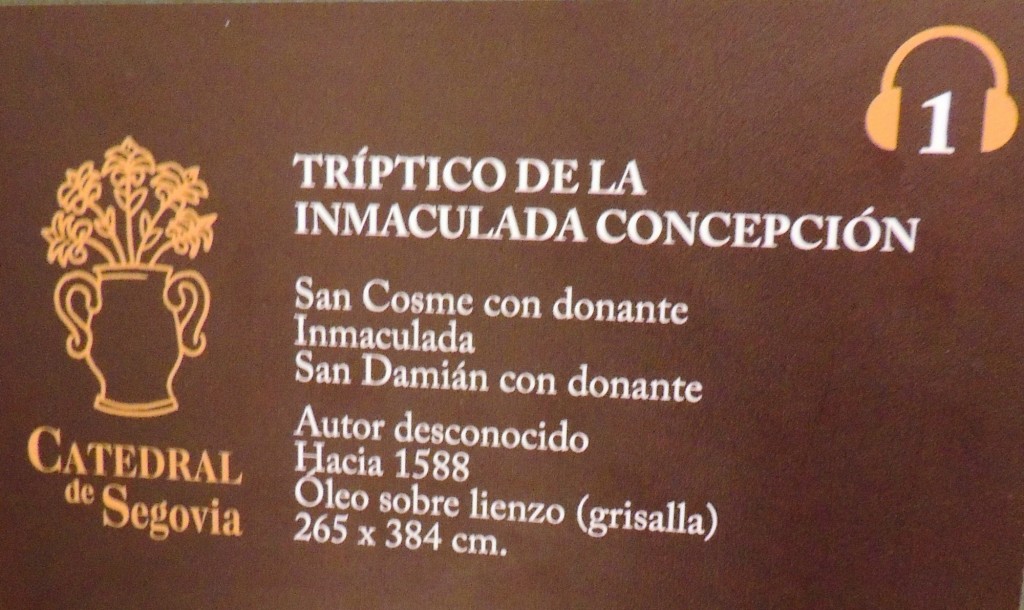 1
TRÍPTICO DE LA
INMACULADA CONCEPCIÓN
San Cosme con donante
Inmaculada
San Damián con donante
Autor desconocido
Hacia 1588
Óleo sobre lienzo (grisalla)
265 x 384 cm.
CATEDRAL
de Segovia